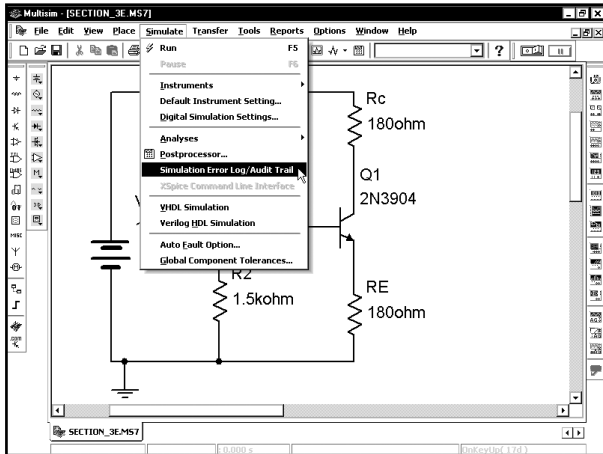 Multisim - [SECTION_3E.MS7]
File Edit View Place Simulate Transfer Tools Reports Options Window Help
Run F5
Pause F6
Instruments
Default Instrument Setting...
Digital Simulation Settings...
Analyses
Postprocessor...
Simulation Error Log/Audit Trail
XSpice Command Line Interface
VHDL Simulation
Verilog HDL Simulation
Auto Fault Option...
Global Component Tolerances...
Rc
180ohm
Q1
2N3904
R2
1.5kohm
RE
180ohm
MISC
SECTION_3E.MS7
0.000 s
OnKeyUp( 17d )